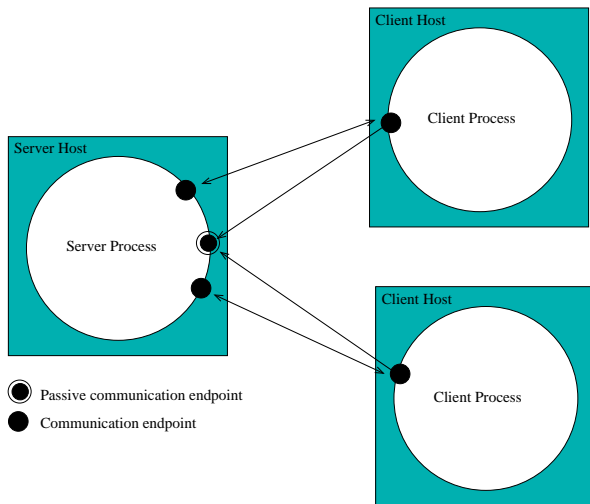 Client Host
Client Process
Server Host
Server Process
Client Host
Client Process
Passive communication endpoint
Communication endpoint